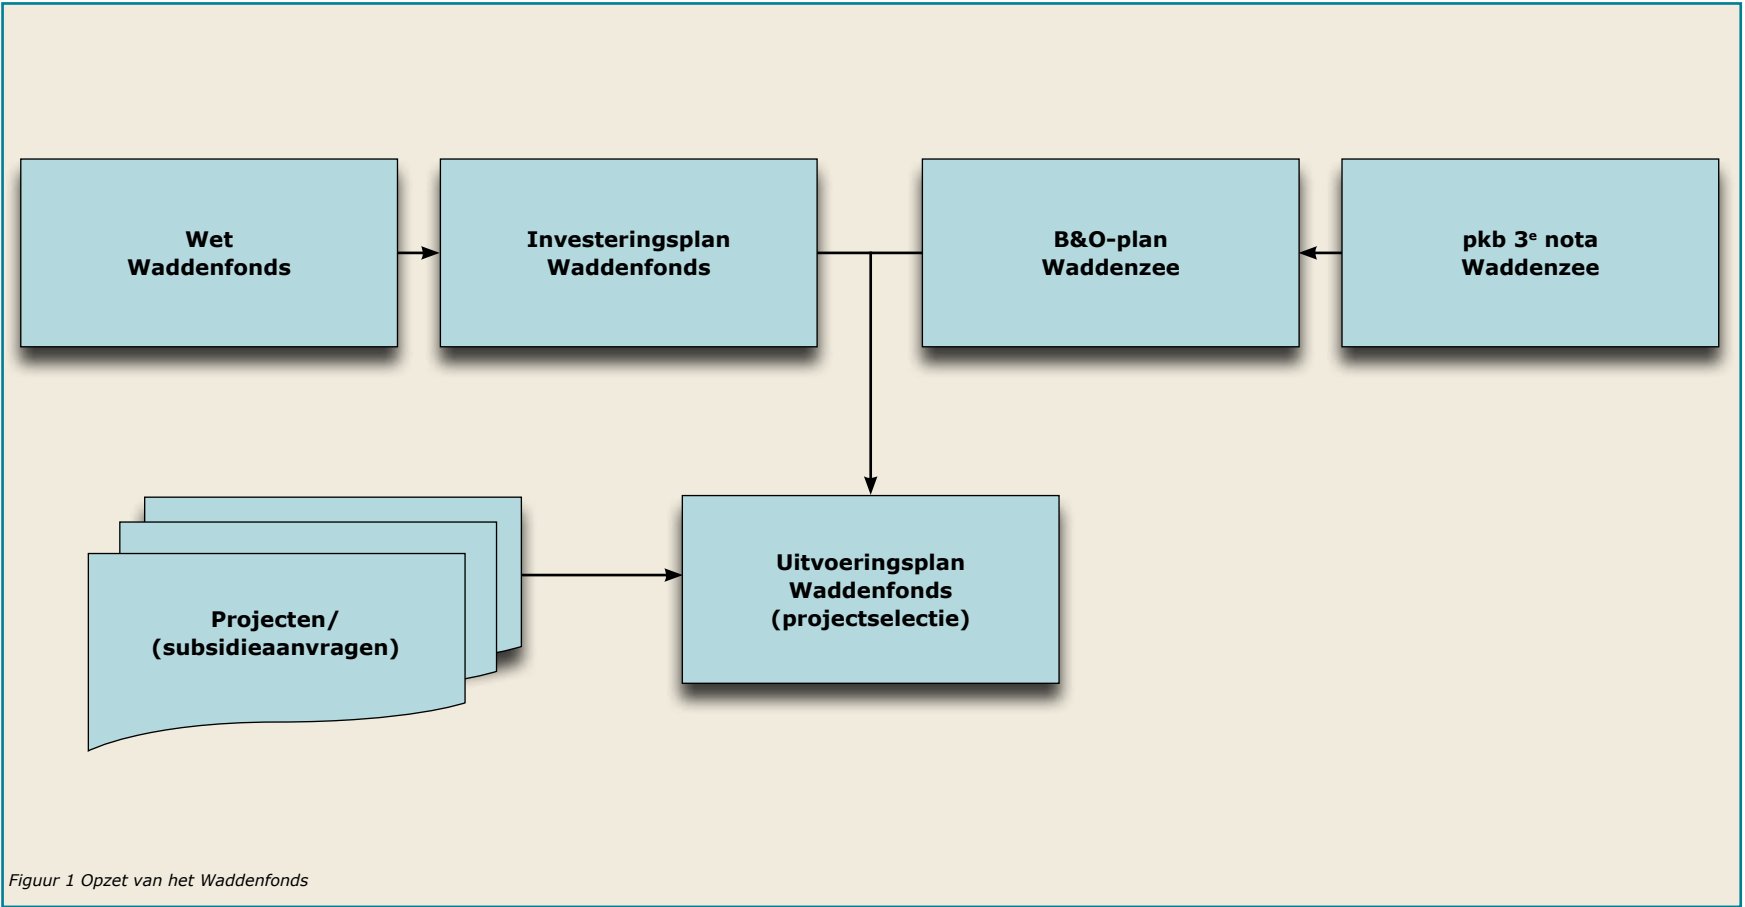 Wet
Waddenfonds
Investeringsplan
Waddenfonds
B&O-plan
Waddenzee
pkb 3ᵉ nota
Waddenzee
Projecten/
(subsidieaanvragen)
Uitvoeringsplan
Waddenfonds
(projectselectie)
Figuur 1 Opzet van het Waddenfonds